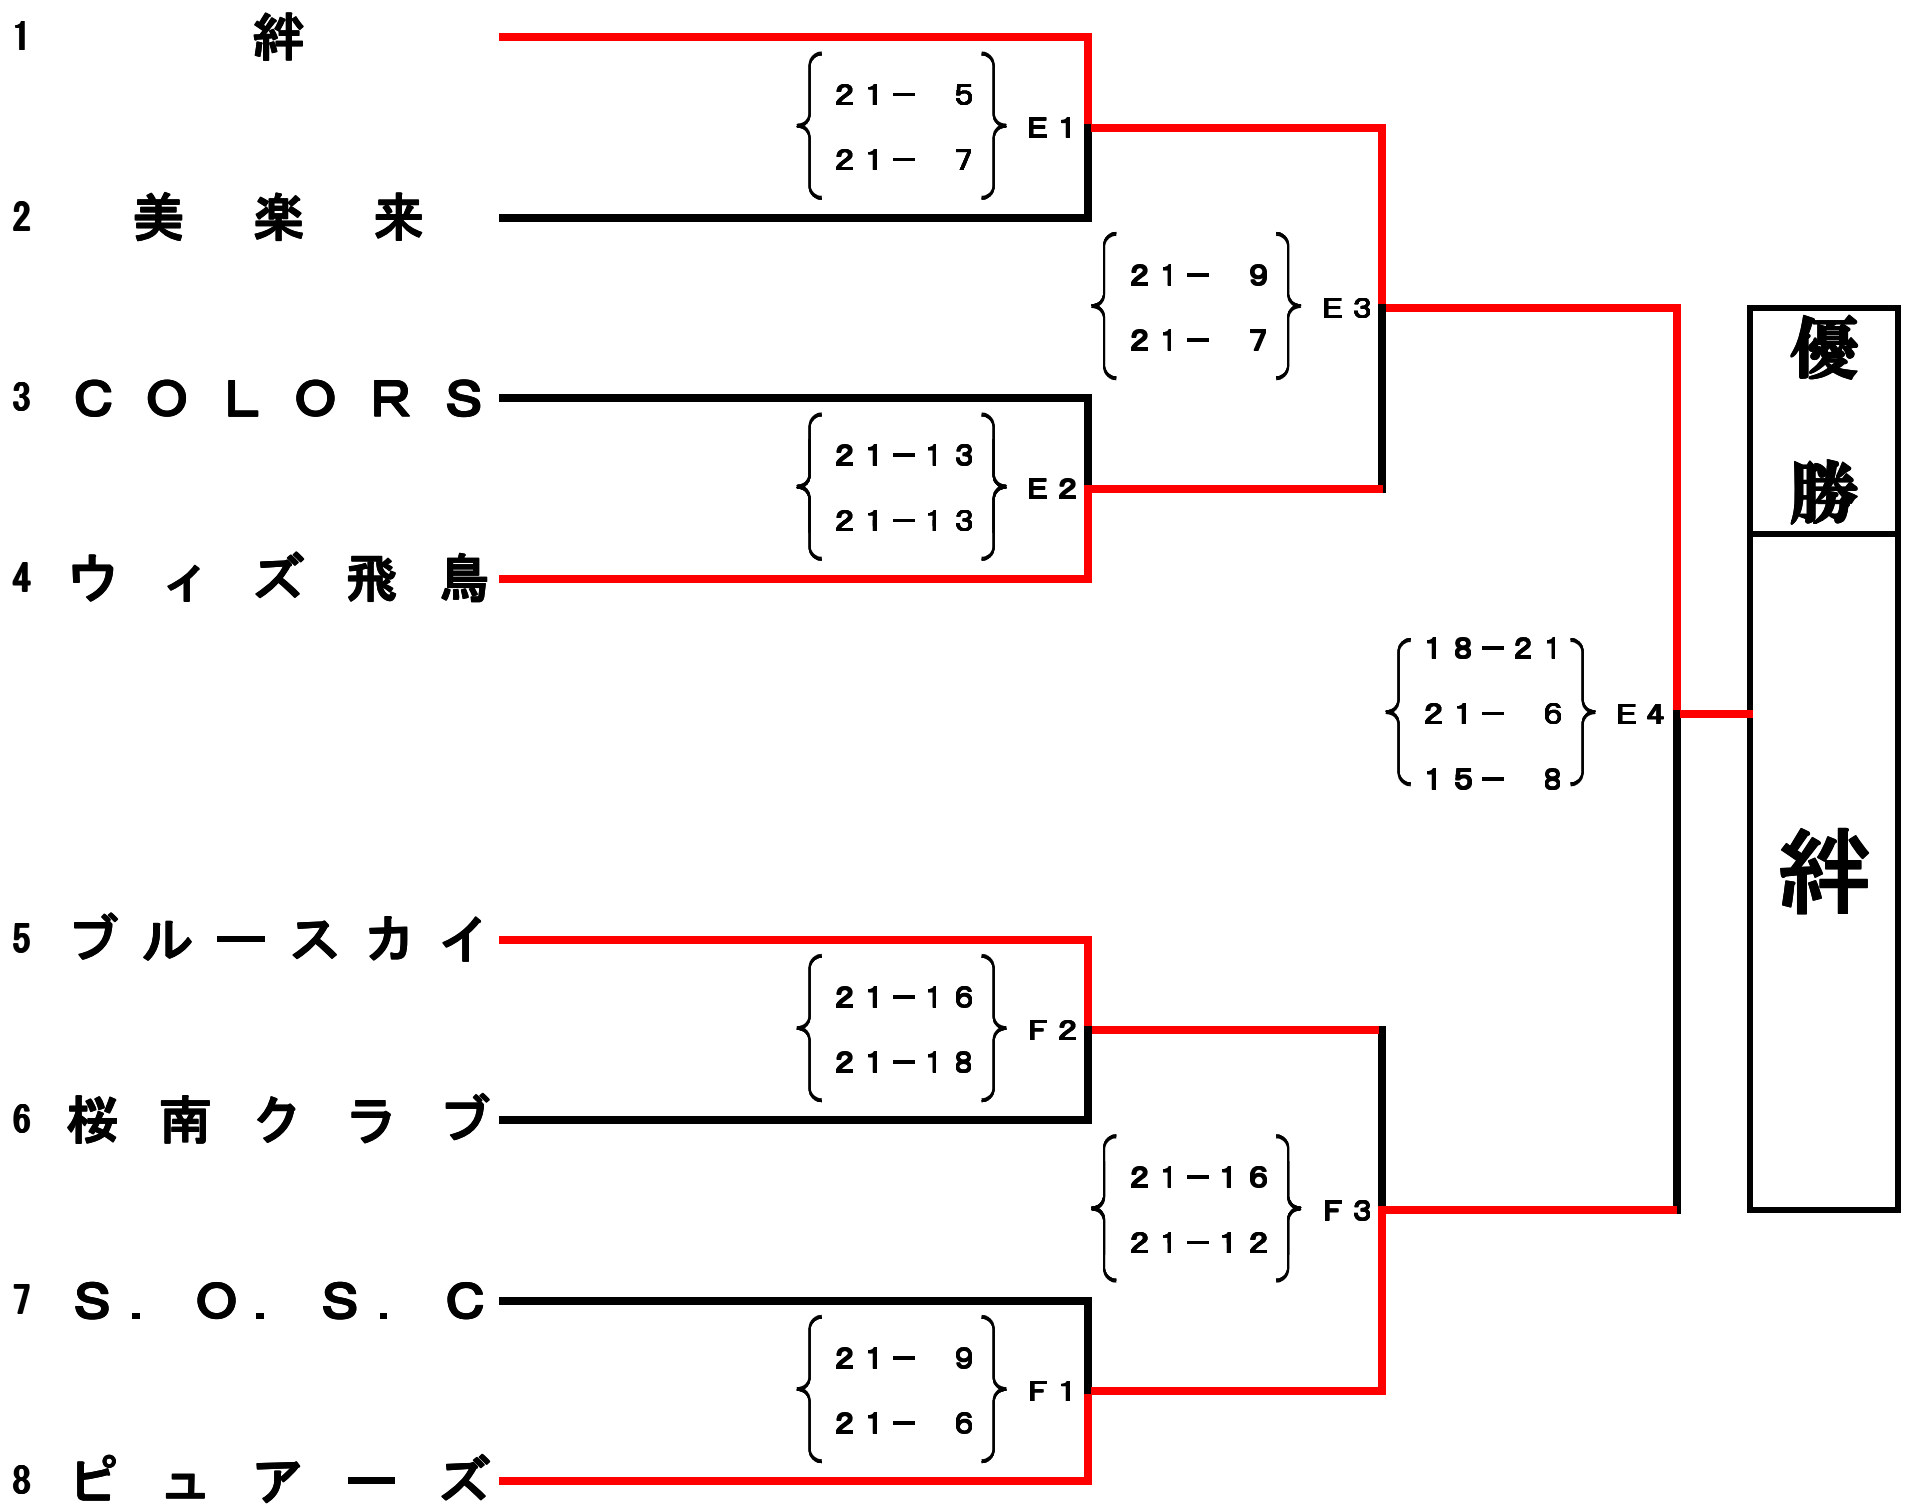 1 絆
21- 5
E1
21- 7
2 美楽来
21- 9
E3
21- 7
優勝
3 COLORS
21-13
E2
21-13
4 ウィズ飛鳥
18-21
21- 6
E4
15- 8
絆
5 ブルースカイ
21-16
F2
21-18
6 桜南クラブ
21-16
F3
21-12
7 S.O.S.C
21- 9
F1
21- 6
8 ピュアーズ